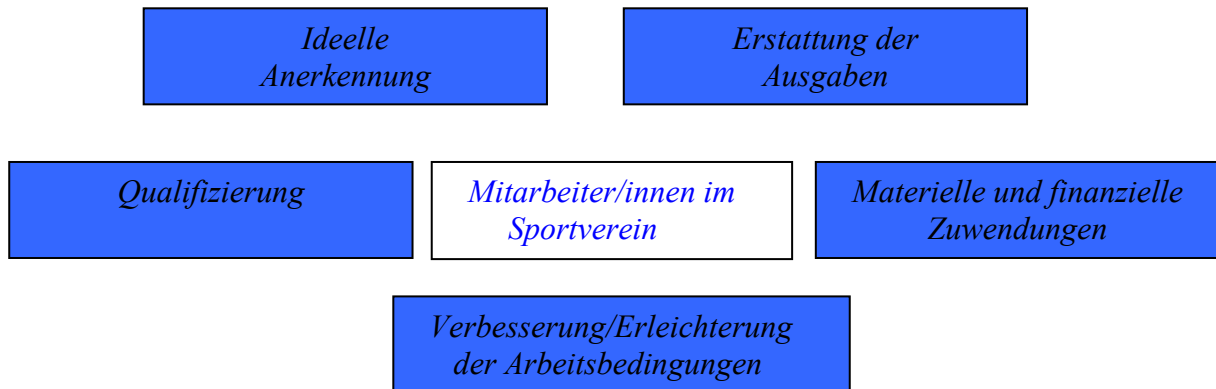 Ideelle
Anerkennung
Erstattung der
Ausgaben
Qualifizierung
Mitarbeiter/innen im
Sportverein
Materielle und finanzielle
Zuwendungen
Verbesserung/Erleichterung
der Arbeitsbedingungen